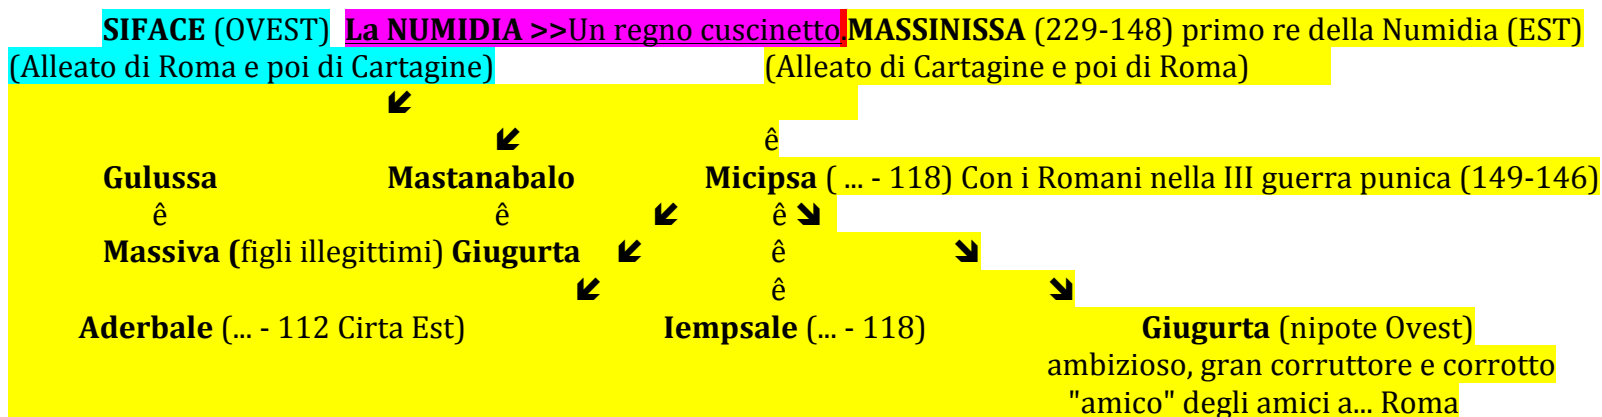 SIFACE (OVEST) La NUMIDIA >>Un regno cuscinetto.MASSINISSA (229-148) primo re della Numidia (EST)
(Alleato di Roma e poi di Cartagine) (Alleato di Cartagine e poi di Roma)
🡿
🡿 ê
Gulussa Mastanabalo Micipsa ( ... - 118) Con i Romani nella III guerra punica (149-146)
ê ê 🡿 ê 🡾
Massiva (figli illegittimi) Giugurta 🡿 ê 🡾
🡿 ê 🡾
Aderbale (... - 112 Cirta Est) Iempsale (... - 118) Giugurta (nipote Ovest)
ambizioso, gran corruttore e corrotto
"amico" degli amici a... Roma